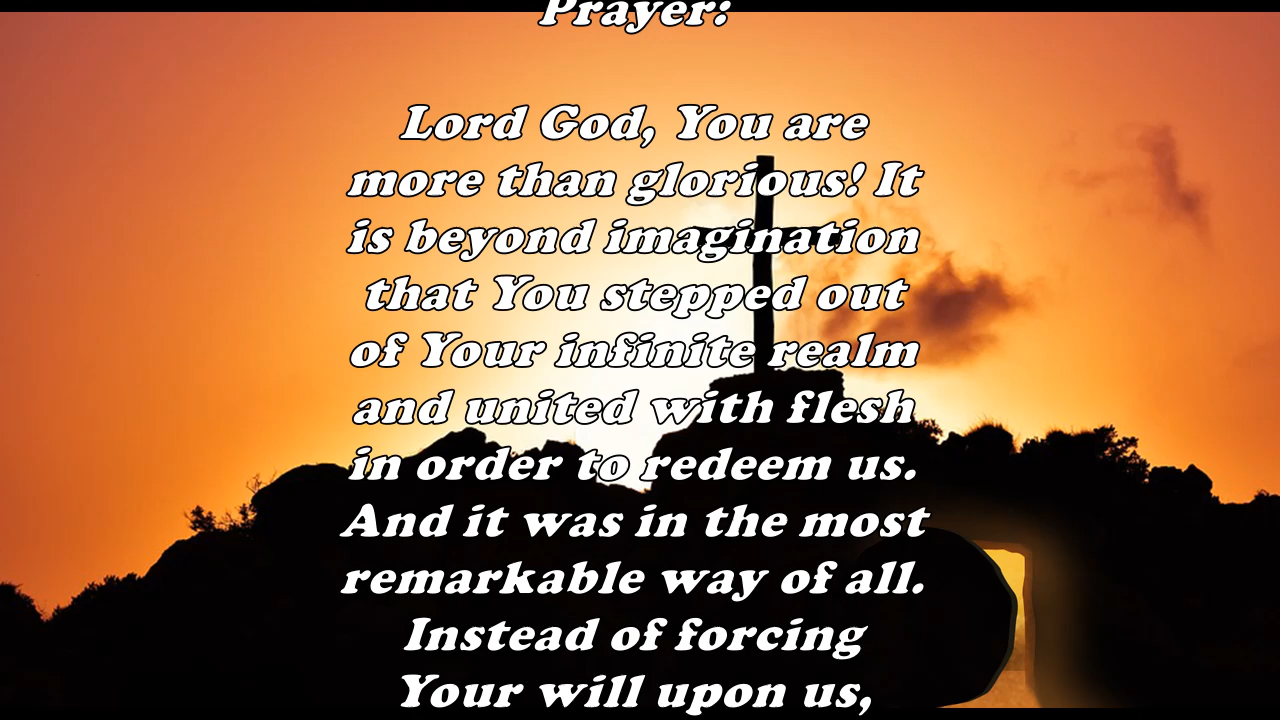 Prayer:
Lord God, You are
more than glorious! It
is beyond imagination
that You stepped out
of Your infinite realm
and united with flesh
in order to redeem us.
And it was in the most
remarkable way of all.
Instead of forcing
Your will upon us,